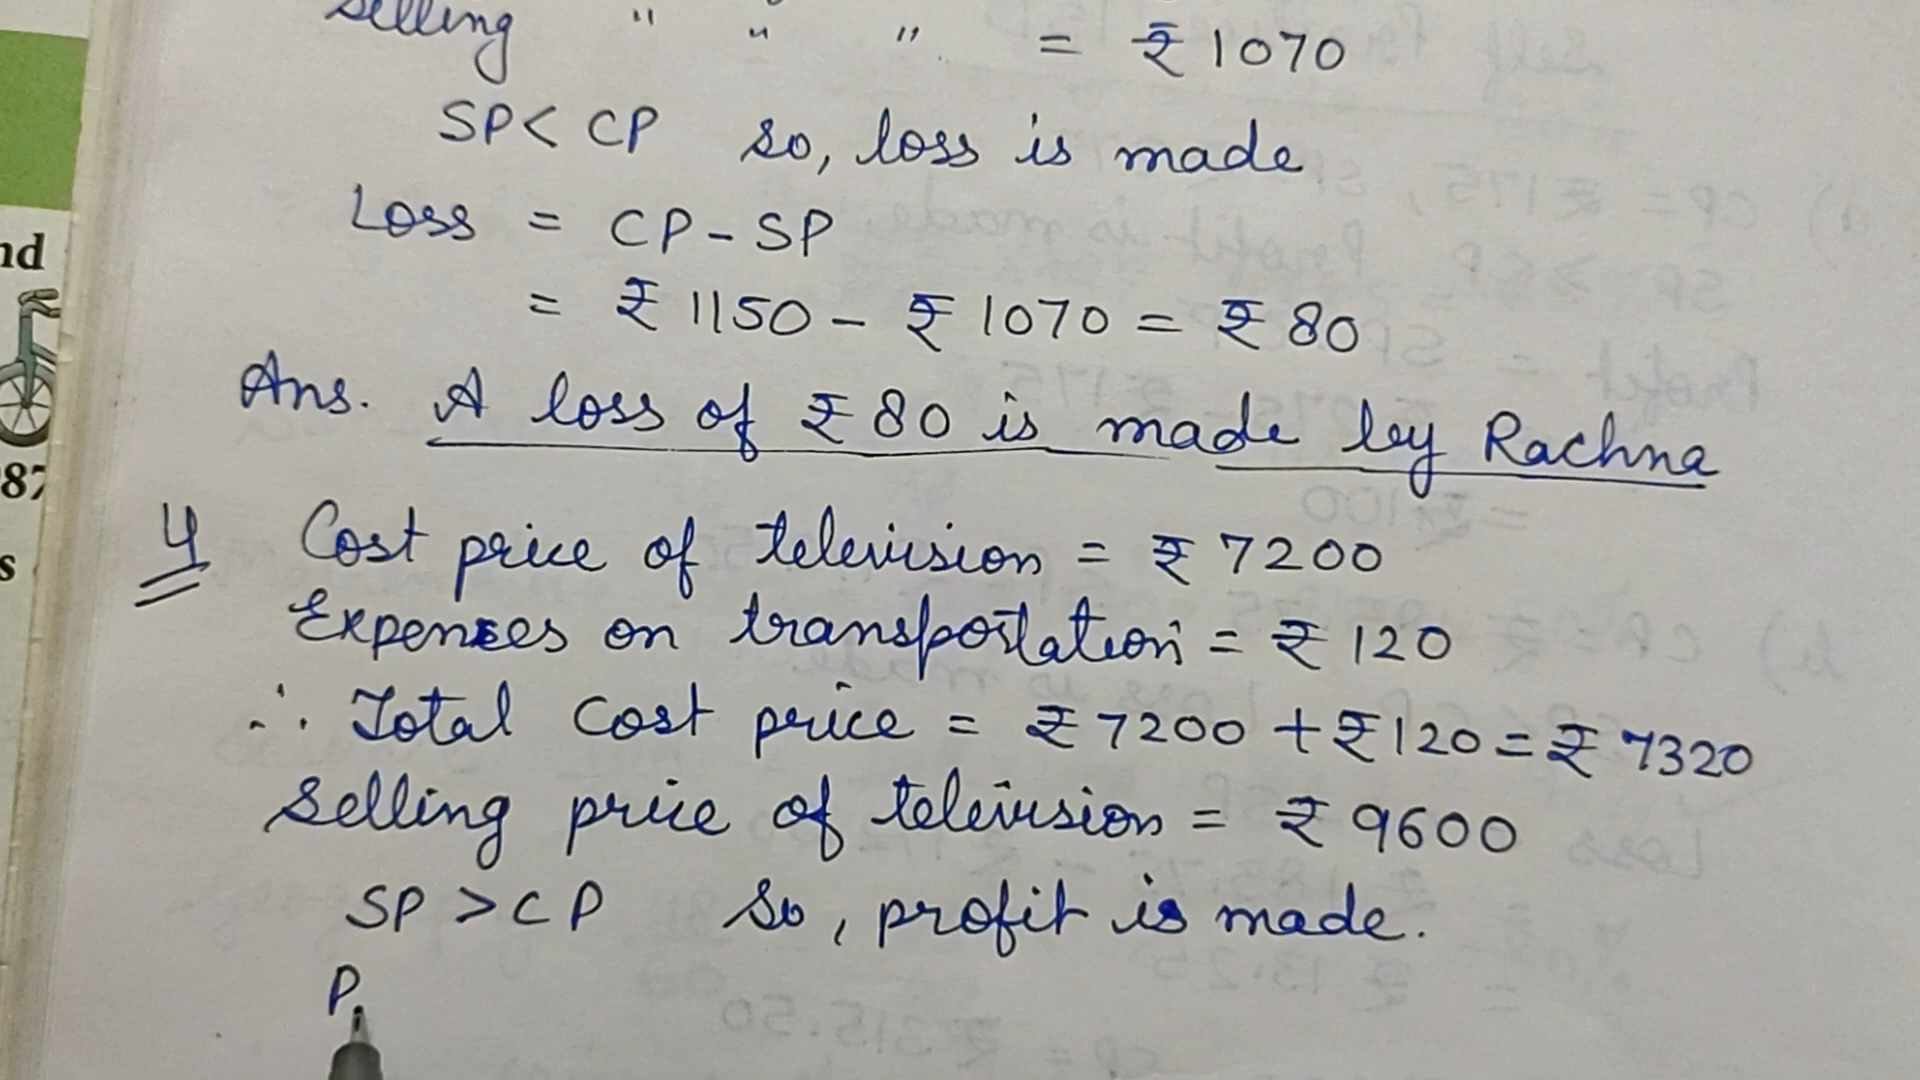 Selling " " " = ₹ 1070
SP < CP so, loss is made
Loss = CP - SP
= ₹ 1150 - ₹ 1070 = ₹ 80
Ans. A loss of ₹ 80 is made by Rachna
4 Cost price of television = ₹ 7200
Expenses on transportation = ₹ 120
∴ Total cost price = ₹ 7200 + ₹ 120 = ₹ 7320
Selling price of television = ₹ 9600
SP > CP So, profit is made.
P
nd
87
s